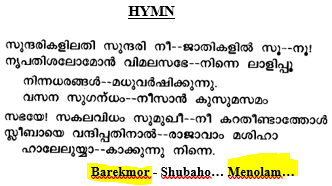 HYMN
സുന്ദരികളിലതി സുന്ദരി നീ--ജാതികളിൽ സൂ--നൂ!
നൃപതിശലോമോൻ വിമലസഭേ--നിന്നെ ലാളിപ്പൂ
നിന്നധരങ്ങൾ--മധുവർഷിക്കുന്നു.
വസന സുഗന്ധം--നീസാൻ കുസുമസമം
സഭയേ! സകലവിധം സുമുഖീ--നീ കറതീണ്ടാത്തോൾ
സ്ലീബായെ വന്ദിപ്പതിനാൽ--രാജാവാം മശിഹാ
ഹാലേലുയ്യാ--കാക്കുന്നു നിന്നെ.
Barekmor - Shubaho... Menolam...